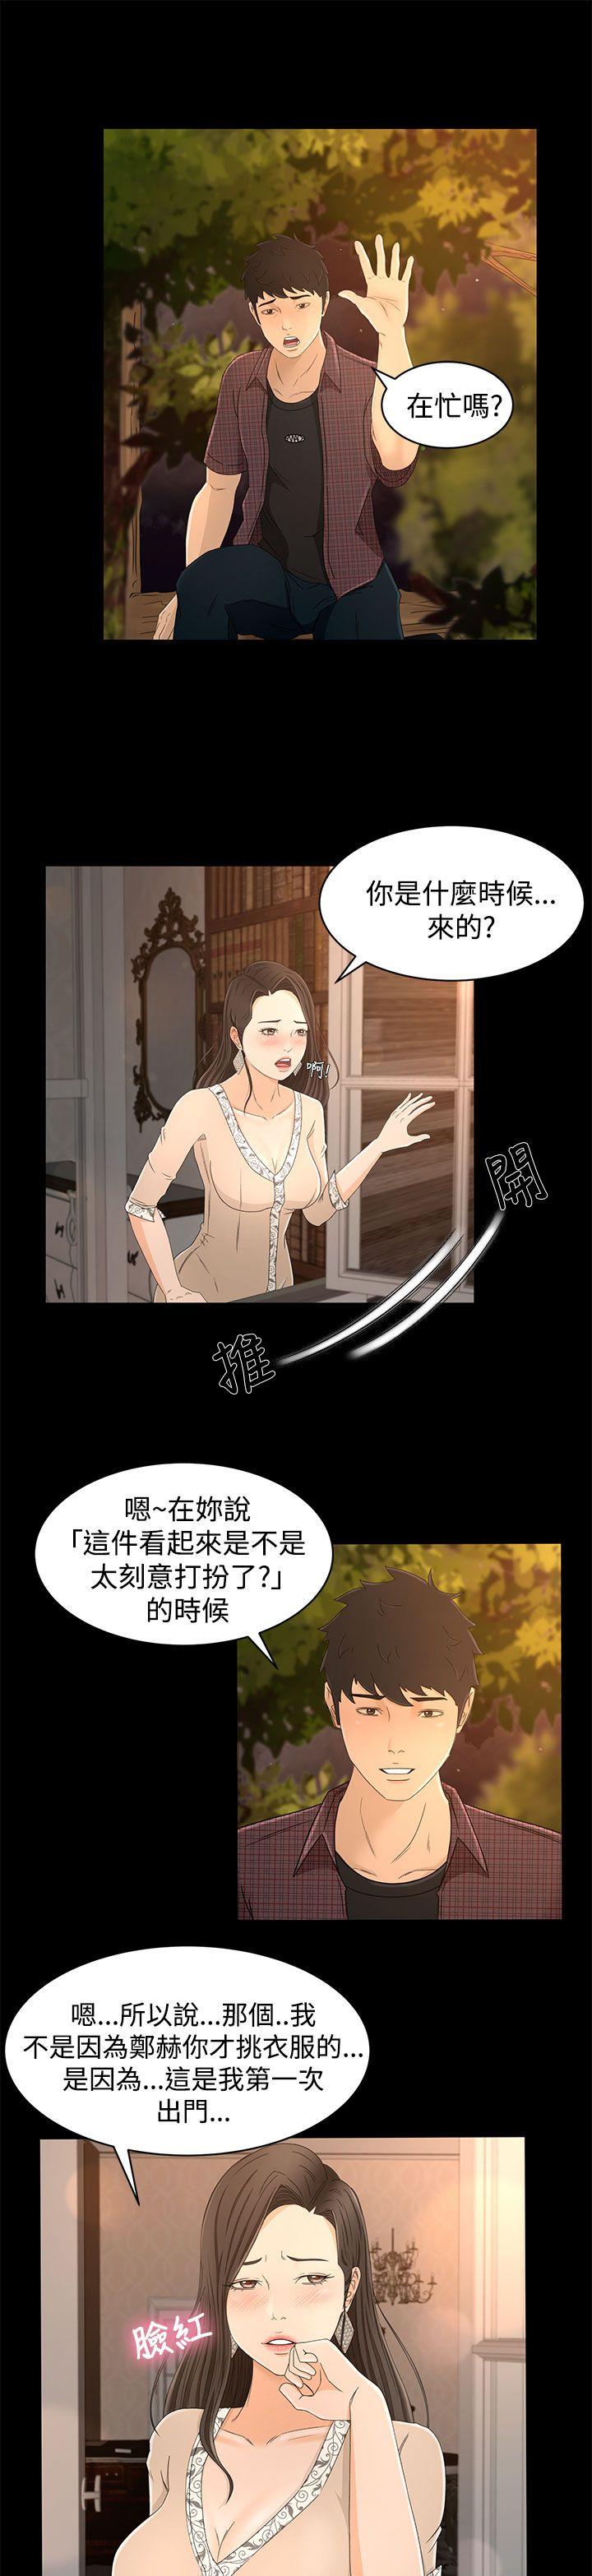 在忙嗎?
你是什麼時候...
來的?
啊!
開
推
嗯~在妳說
「這件看起來是不是
太刻意打扮了?」
的時候
嗯...所以說...那個..我
不是因為鄭赫你才挑衣服的...
是因為...這是我第一次
出門...
臉紅